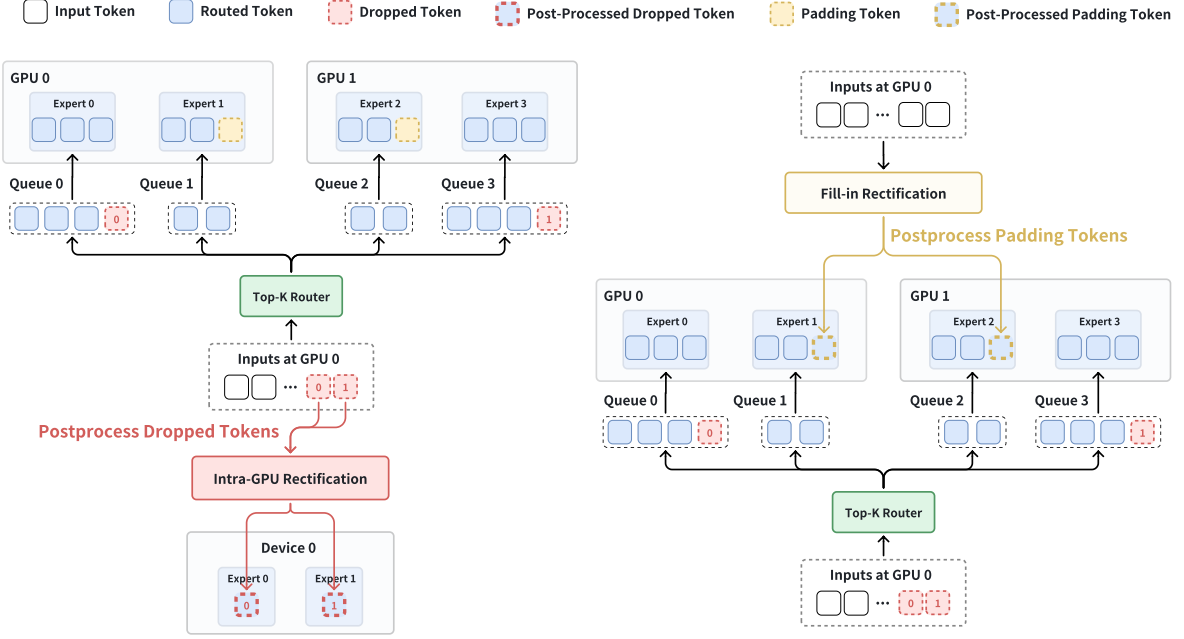 Input Token
Routed Token
Dropped Token
Post-Processed Dropped Token
Padding Token
Post-Processed Padding Token
GPU 0
Expert 0
Expert 1
GPU 1
Expert 2
Expert 3
Queue 0
Queue 1
Queue 2
Queue 3
0
1
Top-K Router
Inputs at GPU 0
... 0 1
Postprocess Dropped Tokens
Intra-GPU Rectification
Device 0
Expert 0
Expert 1
0
1
Inputs at GPU 0
...
Fill-in Rectification
Postprocess Padding Tokens
GPU 0
Expert 0
Expert 1
GPU 1
Expert 2
Expert 3
Queue 0
Queue 1
Queue 2
Queue 3
0
1
Top-K Router
Inputs at GPU 0
... 0 1